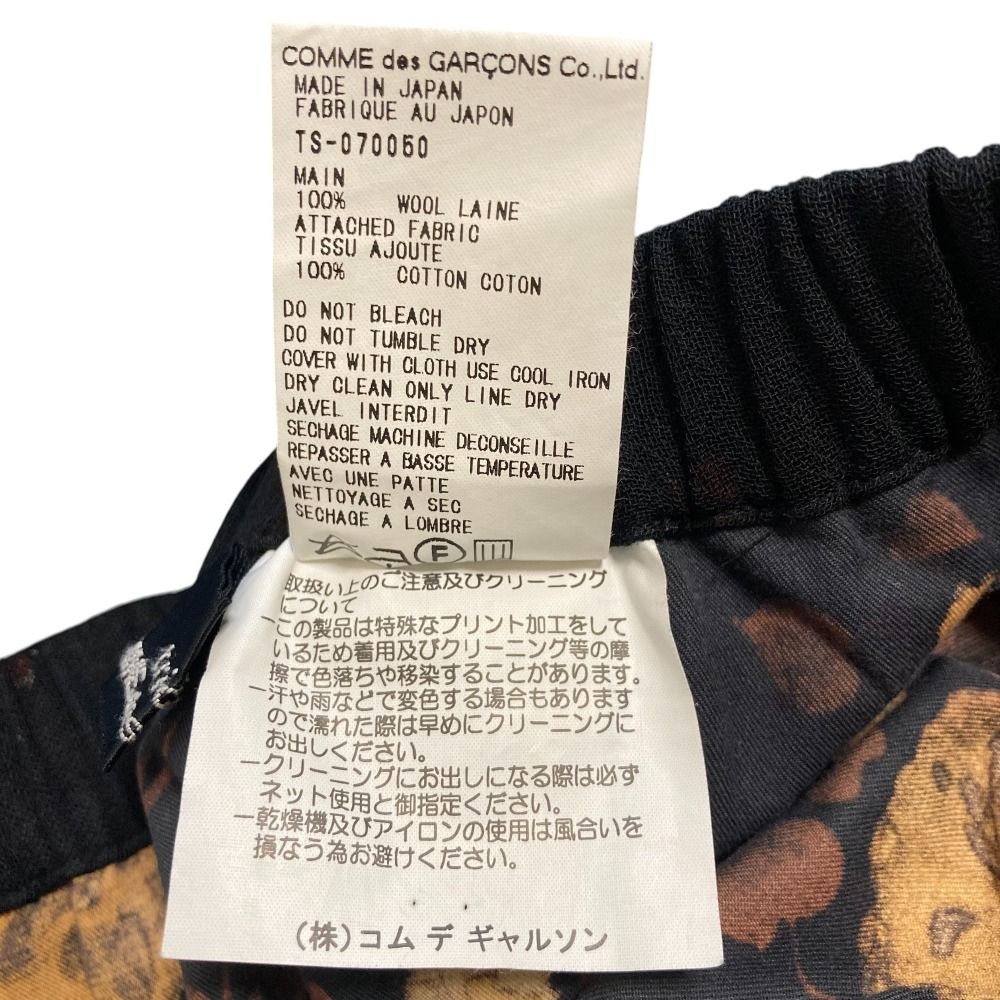 COMME des GARÇONS Co.,Ltd.
MADE IN JAPAN
FABRIQUE AU JAPON
TS-070050
MAIN
100% WOOL LAINE
ATTACHED FABRIC
TISSU AJOUTE
100% COTTON COTON
DO NOT BLEACH
DO NOT TUMBLE DRY
COVER WITH CLOTH USE COOL IRON
DRY CLEAN ONLY LINE DRY
JAVEL INTERDIT
SECHAGE MACHINE DECONSEILLE
REPASSER A BASSE TEMPERATURE
AVEC UNE PATTE
NETTOYAGE A SEC
SECHAGE A LOMBRE
F
取扱い上のご注意及びクリーニング
について
一この製品は特殊なプリント加工をして
いるため着用及びクリーニング等の摩
擦で色落ちや移染することがあります。
一汗や雨などで変色する場合もあります
ので濡れた際は早めにクリーニングに
お出しください。
一クリーニングにお出しになる際は必ず
ネット使用と御指定ください。
一乾燥機及びアイロンの使用は風合いを
損なう為お避けください。
(株)コム デ ギャルソン